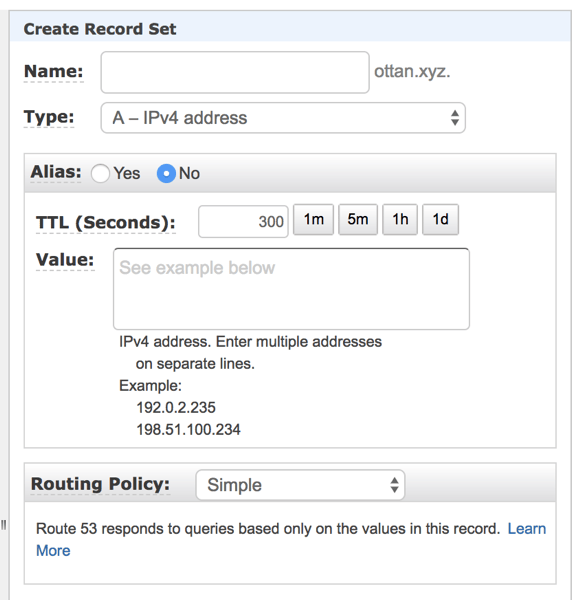 Create Record Set
Name: ottan.xyz.
Type: A – IPv4 address
Alias: Yes No
TTL (Seconds): 300 1m 5m 1h 1d
Value: See example below
IPv4 address. Enter multiple addresses
on separate lines.
Example:
192.0.2.235
198.51.100.234
Routing Policy: Simple
Route 53 responds to queries based only on the values in this record. Learn
More